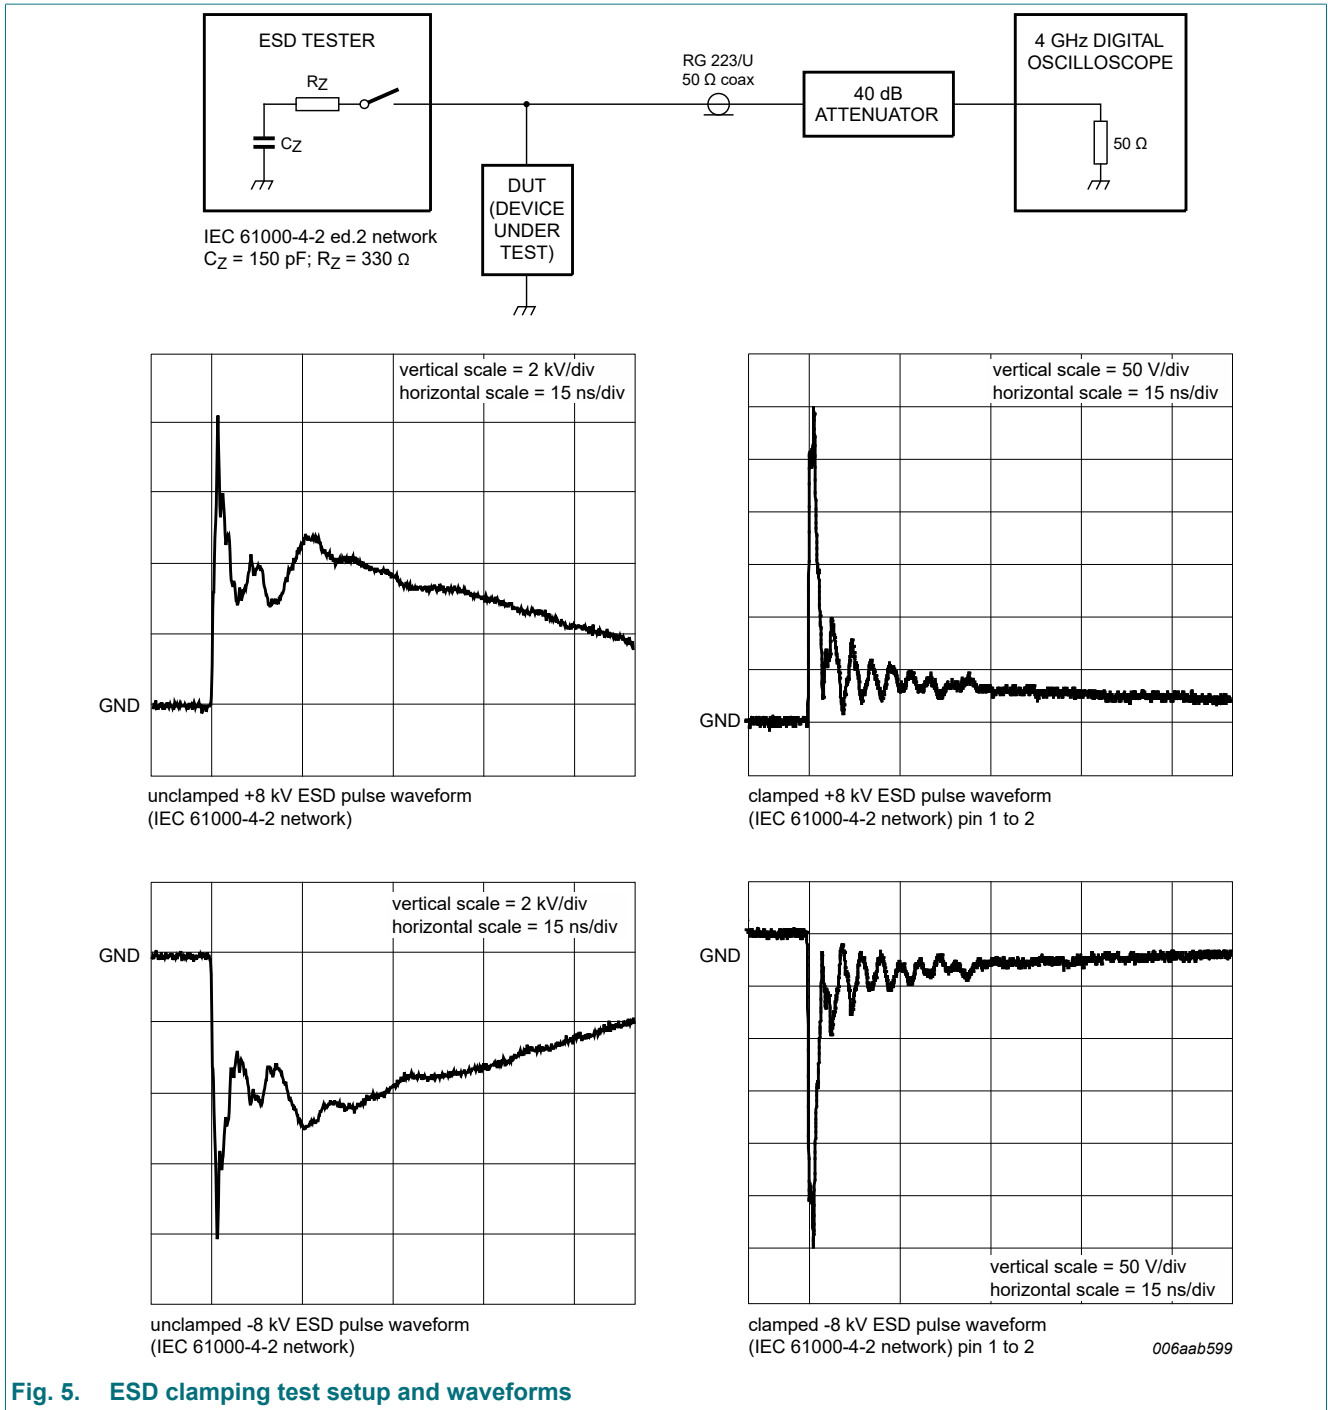 ESD TESTER
RZ
CZ
IEC 61000-4-2 ed.2 network
CZ = 150 pF; RZ = 330 Ω
DUT
(DEVICE
UNDER
TEST)
RG 223/U
50 Ω coax
40 dB
ATTENUATOR
4 GHz DIGITAL
OSCILLOSCOPE
50 Ω
vertical scale = 2 kV/div
horizontal scale = 15 ns/div
GND
unclamped +8 kV ESD pulse waveform
(IEC 61000-4-2 network)
vertical scale = 50 V/div
horizontal scale = 15 ns/div
GND
clamped +8 kV ESD pulse waveform
(IEC 61000-4-2 network) pin 1 to 2
vertical scale = 2 kV/div
horizontal scale = 15 ns/div
GND
unclamped -8 kV ESD pulse waveform
(IEC 61000-4-2 network)
GND
vertical scale = 50 V/div
horizontal scale = 15 ns/div
clamped -8 kV ESD pulse waveform
(IEC 61000-4-2 network) pin 1 to 2
006aab599
Fig. 5. ESD clamping test setup and waveforms